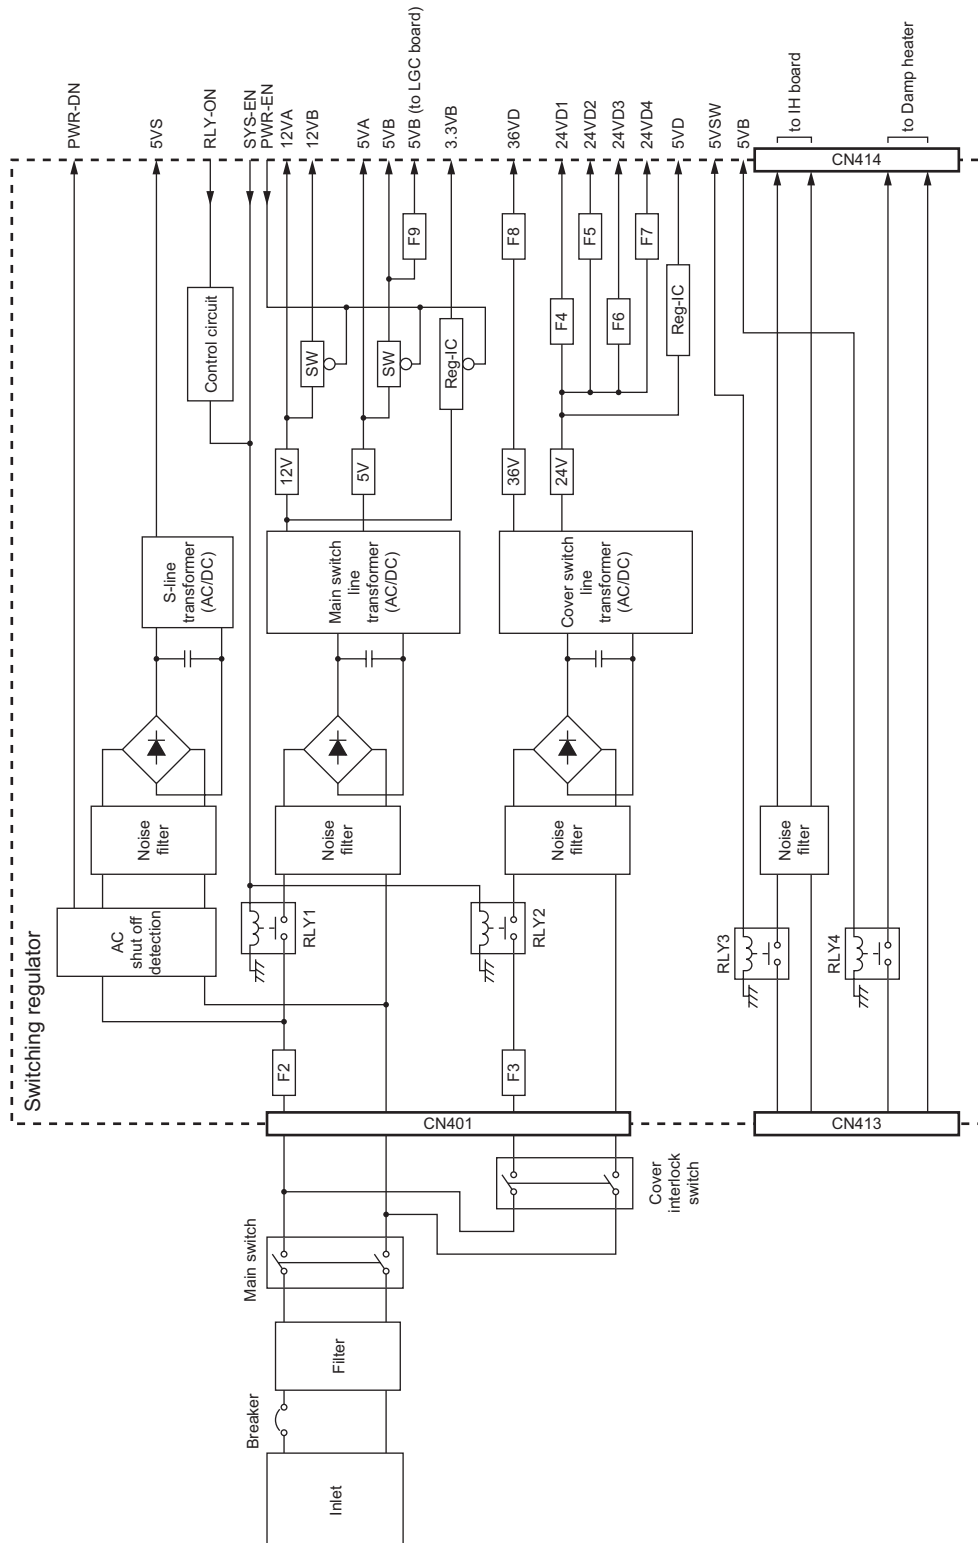 Switching regulator
PWR-DN
5VS
RLY-ON
SYS-EN
PWR-EN
12VA
12VB
5VA
5VB
5VB (to LGC board)
3.3VB
36VD
24VD1
24VD2
24VD3
24VD4
5VD
5VSW
5VB
to IH board
to Damp heater
CN414
Control circuit
F9
F8
F5
F7
F4
F6
Reg-IC
SW
SW
Reg-IC
12V
5V
36V
24V
S-line
transformer
(AC/DC)
Main switch
line
transformer
(AC/DC)
Cover switch
line
transformer
(AC/DC)
Noise
filter
Noise
filter
Noise
filter
Noise
filter
AC
shut off
detection
RLY1
RLY2
RLY3
RLY4
F2
F3
CN401
CN413
Cover
interlock
switch
Main switch
Filter
Breaker
Inlet